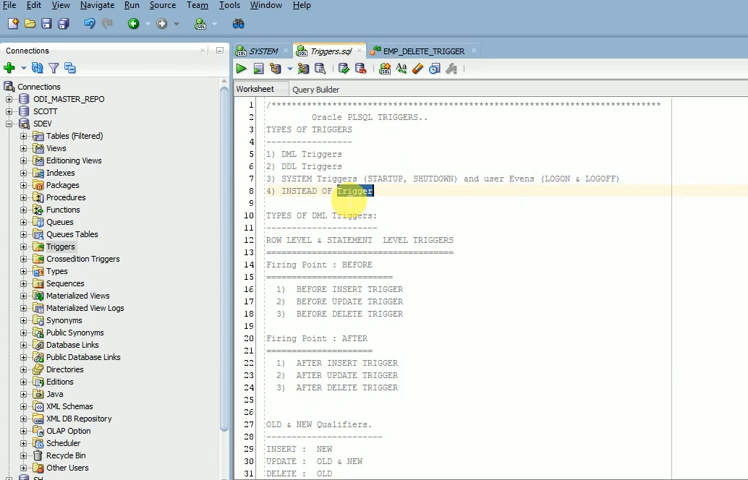 File Edit View Navigate Run Source Team Tools Window Help
Connections
SYSTEM Triggers.sql EMP_DELETE_TRIGGER
Worksheet Query Builder
Connections
ODI_MASTER_REPO
SCOTT
SDEV
Tables (Filtered)
Views
Editioning Views
Indexes
Packages
Procedures
Functions
Queues
Queues Tables
Triggers
Crossedition Triggers
Types
Sequences
Materialized Views
Materialized View Logs
Synonyms
Public Synonyms
Database Links
Public Database Links
Directories
Editions
Java
XML Schemas
XML DB Repository
OLAP Option
Scheduler
Recycle Bin
Other Users
1 /****************************************************************************
2 Oracle PLSQL TRIGGERS..
3 TYPES OF TRIGGERS
4 -----------------
5 1) DML Triggers
6 2) DDL Triggers
7 3) SYSTEM Triggers (STARTUP, SHUTDOWN) and user Evens (LOGON & LOGOFF)
8 4) INSTEAD OF Trigger
9
10 TYPES OF DML Triggers:
11 ----------------------
12 ROW LEVEL & STATEMENT LEVEL TRIGGERS
13 =====================================
14 Firing Point : BEFORE
15 =========================
16 1) BEFORE INSERT TRIGGER
17 2) BEFORE UPDATE TRIGGER
18 3) BEFORE DELETE TRIGGER
19
20 Firing Point : AFTER
21 =====================
22 1) AFTER INSERT TRIGGER
23 2) AFTER UPDATE TRIGGER
24 3) AFTER DELETE TRIGGER
25
26
27 OLD & NEW Qualifiers.
28 -----------------------
29 INSERT : NEW
30 UPDATE : OLD & NEW
31 DELETE : OLD